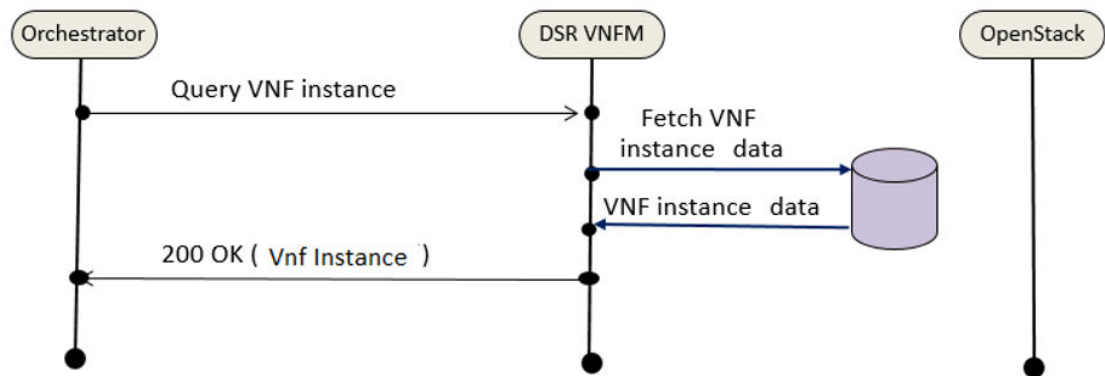 Orchestrator
DSR VNFM
OpenStack
Query VNF instance
Fetch VNF
instance data
VNF instance data
200 OK ( Vnf Instance )